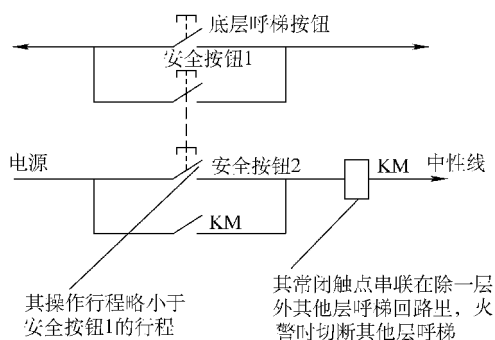 底层呼梯按钮
安全按钮1
电源
安全按钮2
KM
中性线
KM
其操作行程略小于
安全按钮1的行程
其常闭触点串联在除一层
外其他层呼梯回路里，火
警时切断其他层呼梯